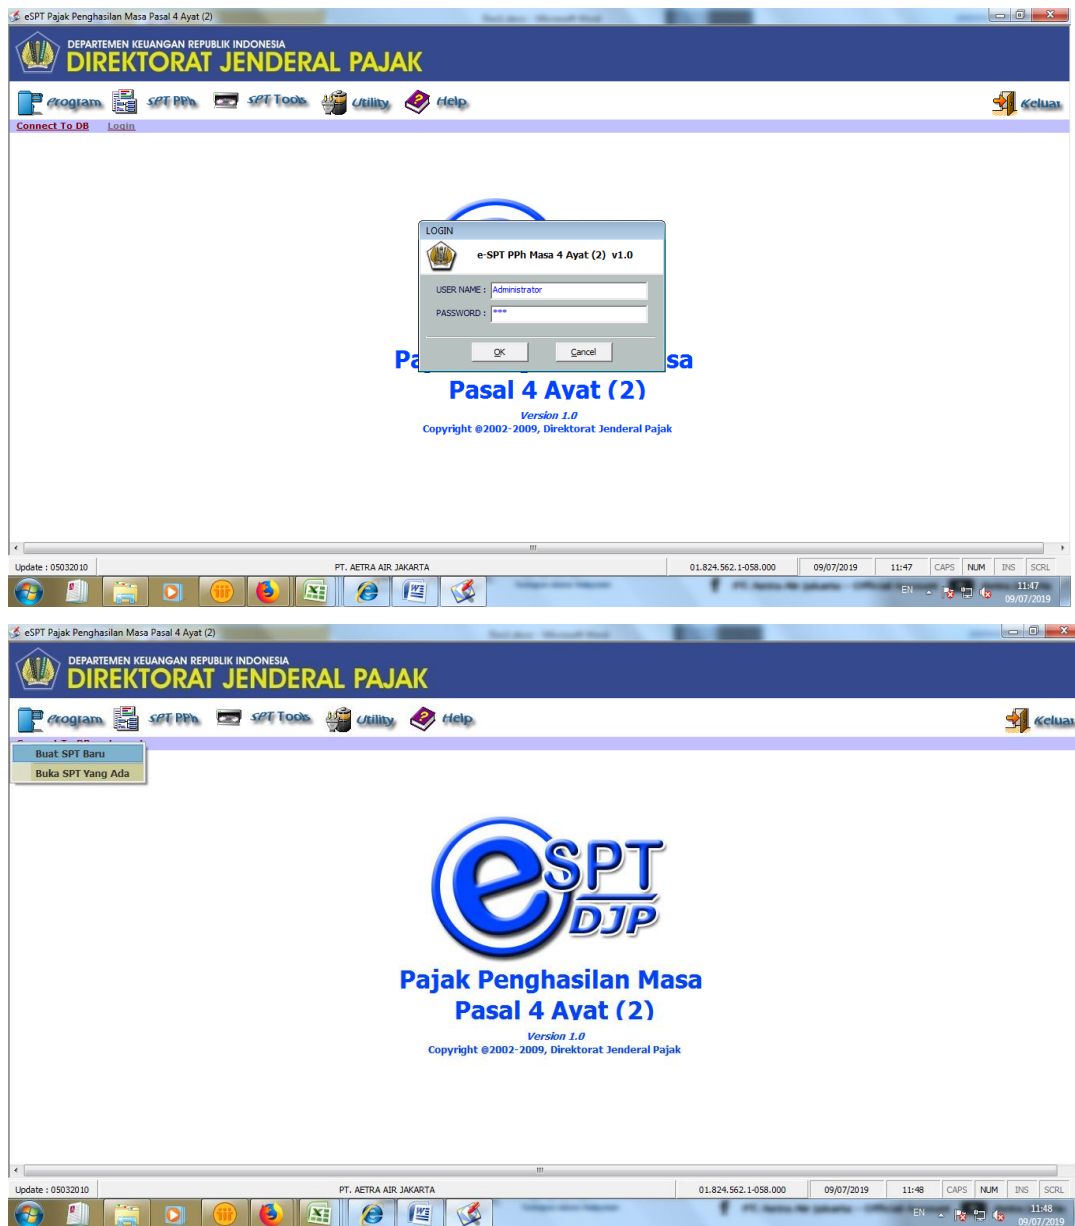 eSPT Pajak Penghasilan Masa Pasal 4 Ayat (2)
DEPARTEMEN KEUANGAN REPUBLIK INDONESIA
DIREKTORAT JENDERAL PAJAK
Program SPT PPh SPT Tools Utility Help Keluar
Connect To DB Login
LOGIN
e-SPT PPh Masa 4 Ayat (2) v1.0
USER NAME : Administrator
PASSWORD : ***
OK Cancel
Pa sa
Pasal 4 Ayat (2)
Version 1.0
Copyright @2002-2009, Direktorat Jenderal Pajak
Update : 05032010 PT. AETRA AIR JAKARTA 01.824.562.1-058.000 09/07/2019 11:47 CAPS NUM INS SCRL
EN 11:47
09/07/2019
eSPT Pajak Penghasilan Masa Pasal 4 Ayat (2)
DEPARTEMEN KEUANGAN REPUBLIK INDONESIA
DIREKTORAT JENDERAL PAJAK
Program SPT PPh SPT Tools Utility Help Keluar
Buat SPT Baru
Buka SPT Yang Ada
eSPT
DJP
Pajak Penghasilan Masa
Pasal 4 Ayat (2)
Version 1.0
Copyright @2002-2009, Direktorat Jenderal Pajak
Update : 05032010 PT. AETRA AIR JAKARTA 01.824.562.1-058.000 09/07/2019 11:48 CAPS NUM INS SCRL
EN 11:48
09/07/2019